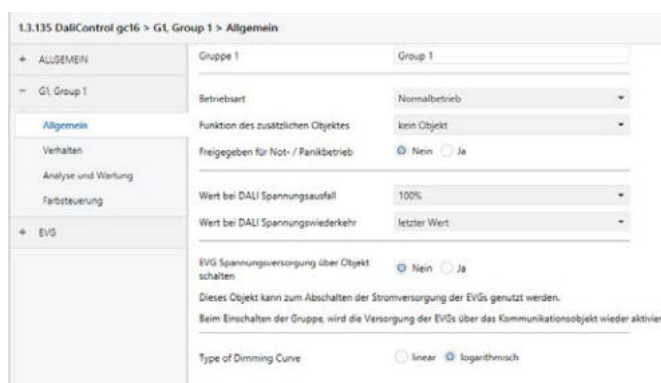 1.3.135 DaliControl gc16 > G1, Group 1 > Allgemein
+ ALLGEMEIN
Gruppe 1 Group 1
- G1, Group 1
Betriebsart Normalbetrieb
Allgemein
Funktion des zusätzlichen Objektes kein Objekt
Verhalten
Freigegeben für Not- / Panikbetrieb Nein Ja
Analyse und Wartung
Wert bei DALI Spannungsausfall 100%
Farbsteuerung
Wert bei DALI Spannungswiederkehr letzter Wert
+ EVG
EVG Spannungsversorgung über Objekt schalten Nein Ja
Dieses Objekt kann zum Abschalten der Stromversorgung der EVGs genutzt werden.
Beim Einschalten der Gruppe, wird die Versorgung der EVGs über das Kommunikationsobjekt wieder aktivier
Type of Dimming Curve linear logarithmisch